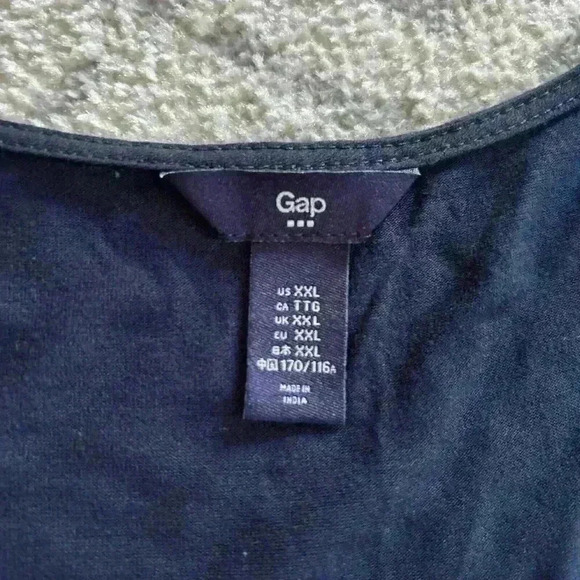 Gap
US XXL
CA TTG
UK XXL
EU XXL
日本 XXL
中国 170/116A
MADE IN
INDIA